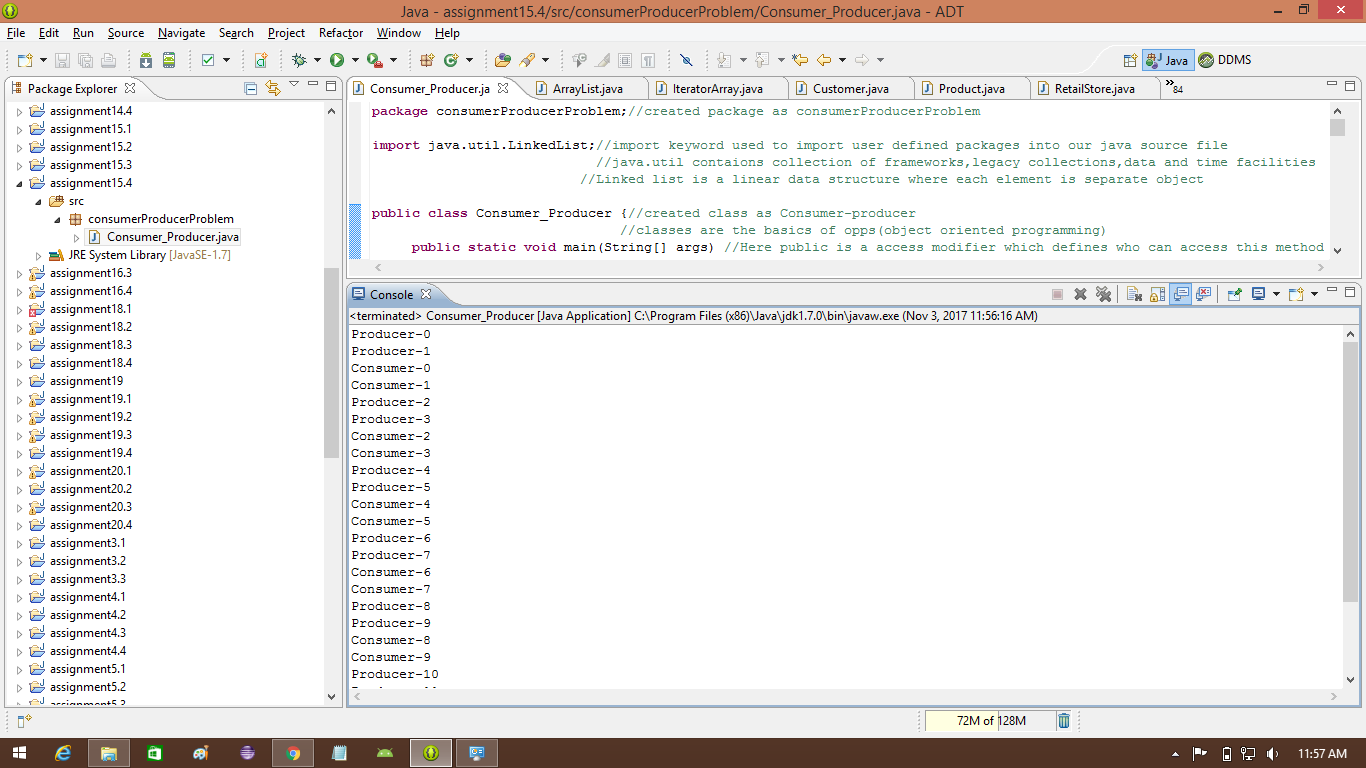 Java - assignment15.4/src/consumerProducerProblem/Consumer_Producer.java - ADT
File Edit Run Source Navigate Search Project Refactor Window Help
Java DDMS
Package Explorer
assignment14.4
assignment15.1
assignment15.2
assignment15.3
assignment15.4
src
consumerProducerProblem
Consumer_Producer.java
JRE System Library [JavaSE-1.7]
assignment16.3
assignment16.4
assignment18.1
assignment18.2
assignment18.3
assignment18.4
assignment19
assignment19.1
assignment19.2
assignment19.3
assignment19.4
assignment20.1
assignment20.2
assignment20.3
assignment20.4
assignment3.1
assignment3.2
assignment3.3
assignment4.1
assignment4.2
assignment4.3
assignment4.4
assignment5.1
assignment5.2
Consumer_Producer.ja ArrayList.java IteratorArray.java Customer.java Product.java RetailStore.java »84
package consumerProducerProblem;//created package as consumerProducerProblem
import java.util.LinkedList;//import keyword used to import user defined packages into our java source file
//java.util contaions collection of frameworks,legacy collections,data and time facilities
//Linked list is a linear data structure where each element is separate object
public class Consumer_Producer {//created class as Consumer-producer
//classes are the basics of opps(object oriented programming)
public static void main(String[] args) //Here public is a access modifier which defines who can access this method
Console
<terminated> Consumer_Producer [Java Application] C:\Program Files (x86)\Java\jdk1.7.0\bin\javaw.exe (Nov 3, 2017 11:56:16 AM)
Producer-0
Producer-1
Consumer-0
Consumer-1
Producer-2
Producer-3
Consumer-2
Consumer-3
Producer-4
Producer-5
Consumer-4
Consumer-5
Producer-6
Producer-7
Consumer-6
Consumer-7
Producer-8
Producer-9
Consumer-8
Consumer-9
Producer-10
72M of 128M
11:57 AM